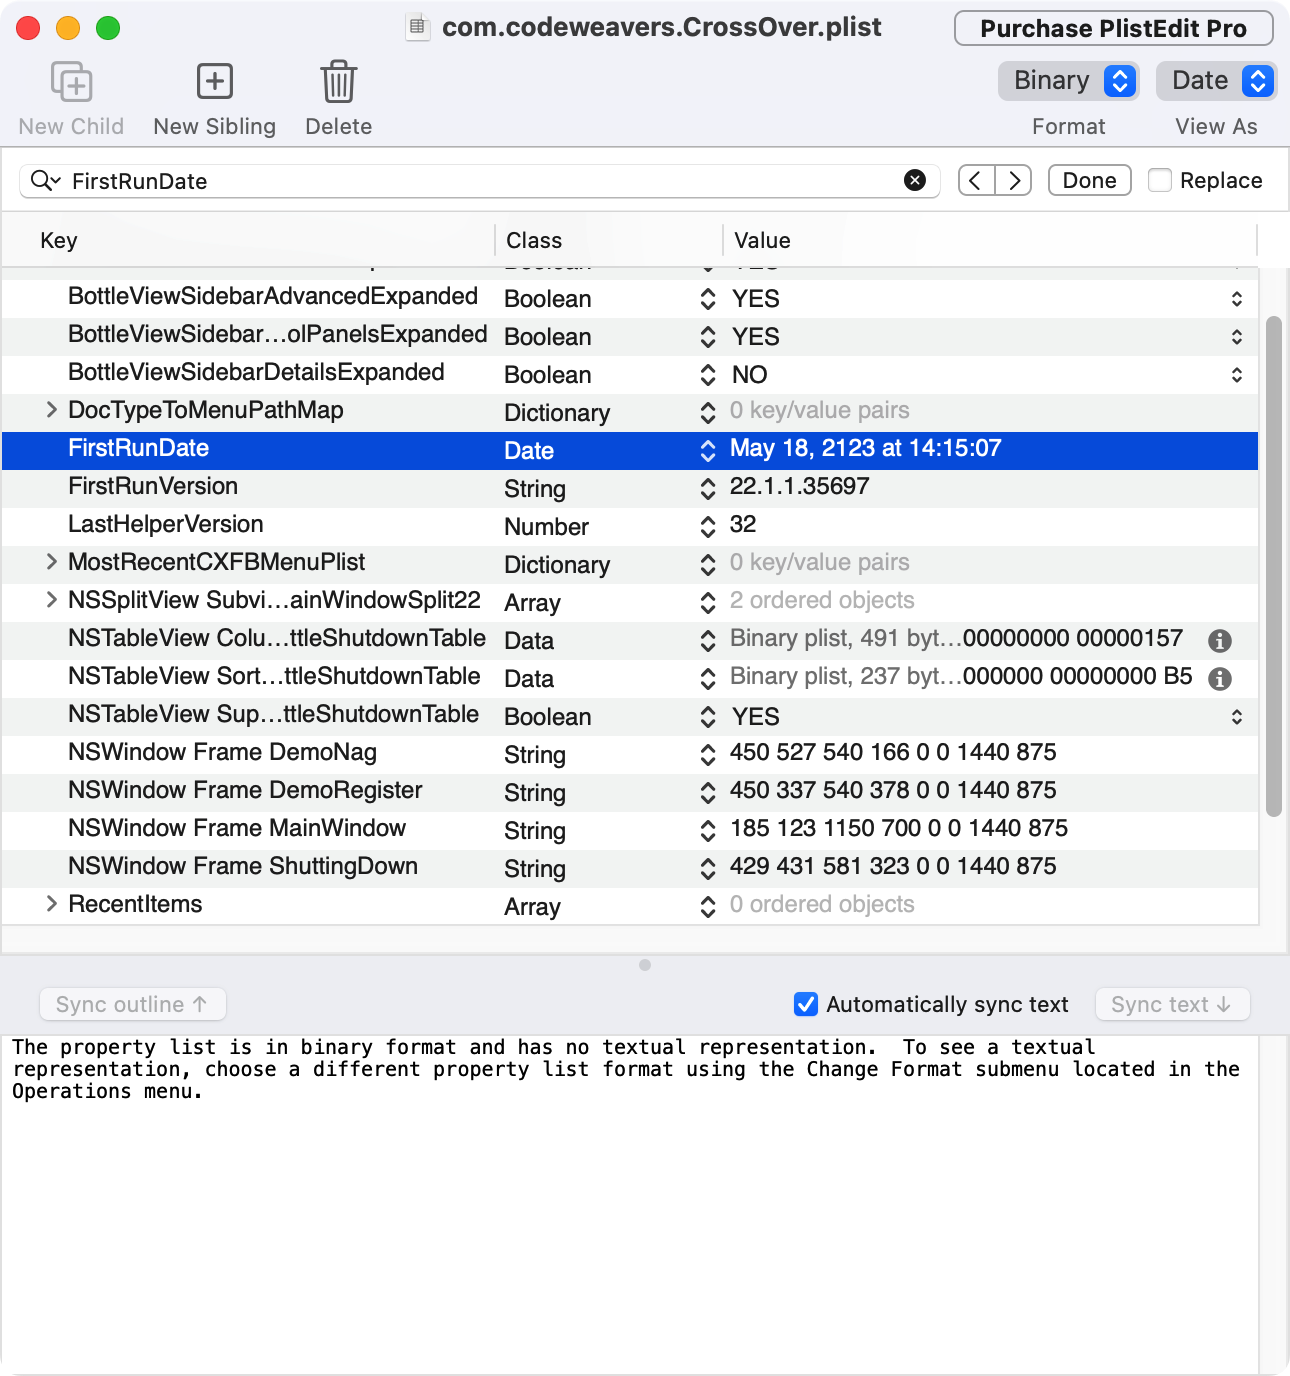 com.codeweavers.CrossOver.plist
Purchase PlistEdit Pro
New Child
New Sibling
Delete
Binary
Format
Date
View As
FirstRunDate
Done
Replace
Key Class Value
BottleViewSidebarAdvancedExpanded Boolean YES
BottleViewSidebar…olPanelsExpanded Boolean YES
BottleViewSidebarDetailsExpanded Boolean NO
DocTypeToMenuPathMap Dictionary 0 key/value pairs
FirstRunDate Date May 18, 2123 at 14:15:07
FirstRunVersion String 22.1.1.35697
LastHelperVersion Number 32
MostRecentCXFBMenuPlist Dictionary 0 key/value pairs
NSSplitView Subvi…ainWindowSplit22 Array 2 ordered objects
NSTableView Colu…ttleShutdownTable Data Binary plist, 491 byt…00000000 00000157
NSTableView Sort…ttleShutdownTable Data Binary plist, 237 byt…000000 00000000 B5
NSTableView Sup…ttleShutdownTable Boolean YES
NSWindow Frame DemoNag String 450 527 540 166 0 0 1440 875
NSWindow Frame DemoRegister String 450 337 540 378 0 0 1440 875
NSWindow Frame MainWindow String 185 123 1150 700 0 0 1440 875
NSWindow Frame ShuttingDown String 429 431 581 323 0 0 1440 875
RecentItems Array 0 ordered objects
Sync outline ↑
Automatically sync text
Sync text ↓
The property list is in binary format and has no textual representation.  To see a textual
representation, choose a different property list format using the Change Format submenu located in the
Operations menu.